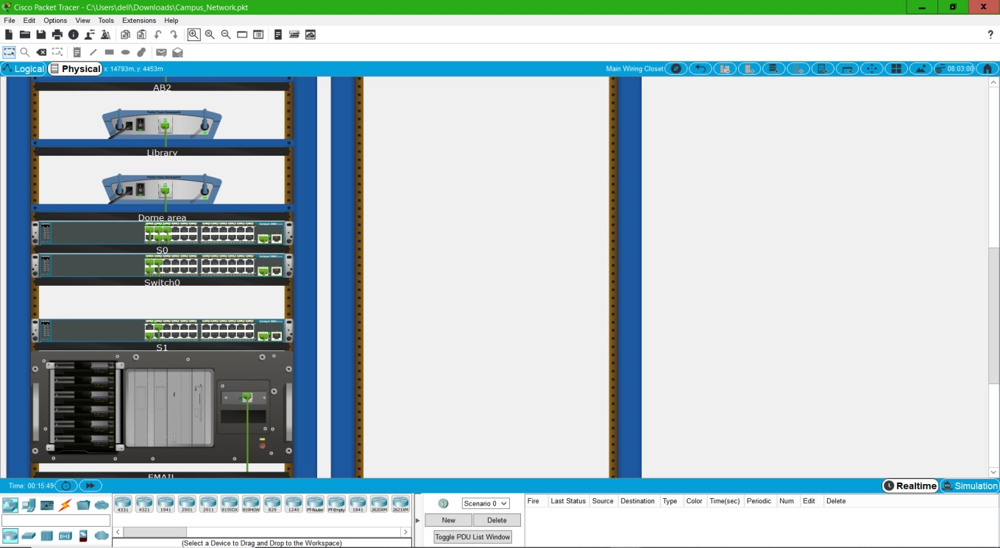 Cisco Packet Tracer - C:\Users\dell\Downloads\Campus_Network.pkt
File Edit Options View Tools Extensions Help
?
Logical Physical x: 14793m, y: 4453m Main Wiring Closet 08:03:00
AB2
Library
Dome area
S0
Switch0
S1
EMAIL
Time: 00:15:49 Realtime Simulation
4331 4321 1941 2901 2911 819IOX 819HGW 829 1240 PT-Router PT-Empty 1841 2620XM 2621XM
(Select a Device to Drag and Drop to the Workspace)
Scenario 0
New Delete
Toggle PDU List Window
Fire Last Status Source Destination Type Color Time(sec) Periodic Num Edit Delete